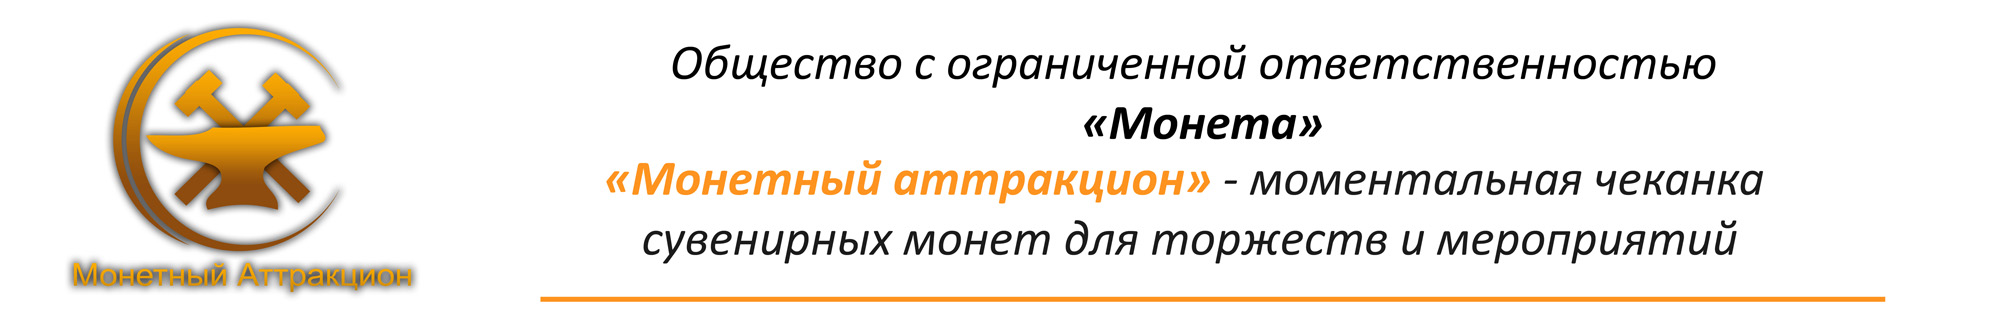 Монетный Аттракцион
Общество с ограниченной ответственностью
«Монета»
«Монетный аттракцион» - моментальная чеканка
сувенирных монет для торжеств и мероприятий